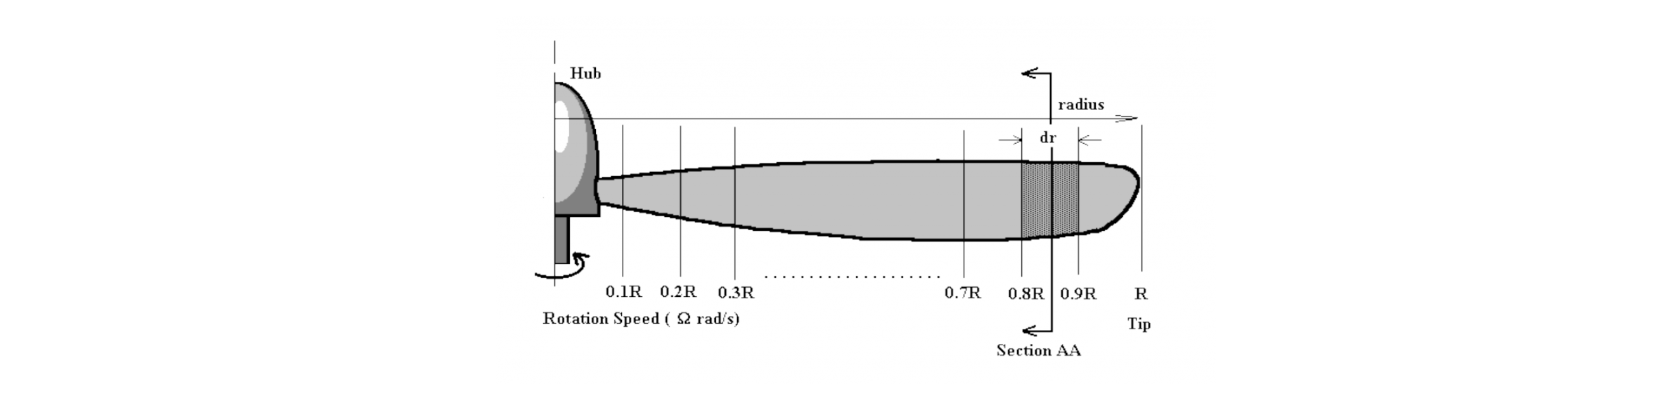 Hub
radius
dr
0.1R 0.2R 0.3R 0.7R 0.8R 0.9R R
Rotation Speed ( Ω rad/s)
Tip
Section AA